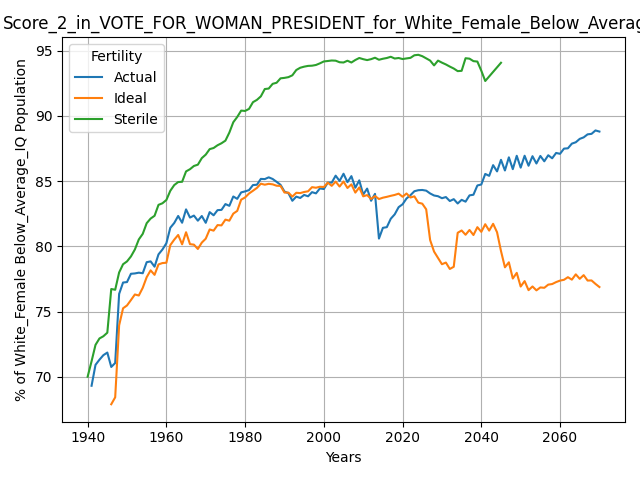 Score_2_in_VOTE_FOR_WOMAN_PRESIDENT_for_White_Female_Below_Avera
% of White_Female Below_Average_IQ Population
95
90
85
80
75
70
Fertility
Actual
Ideal
Sterile
1940
1960
1980
2000
2020
2040
2060
Years